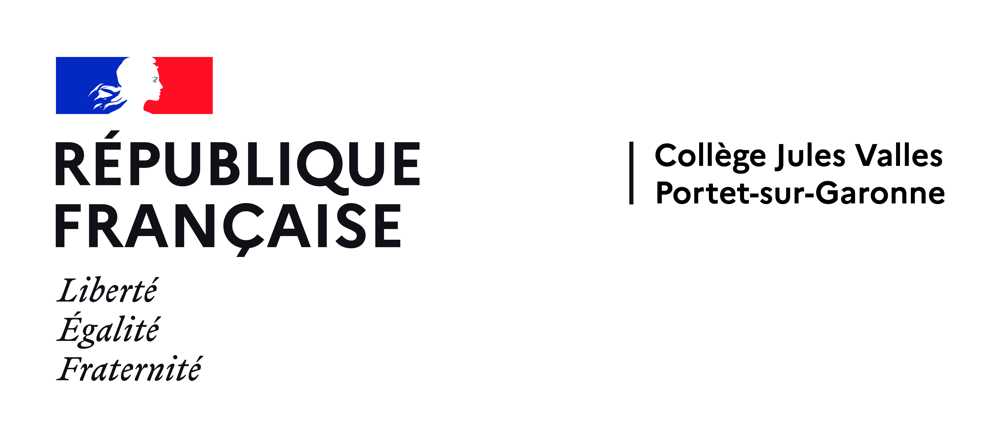 RÉPUBLIQUE
FRANÇAISE
Liberté
Égalité
Fraternité
Collège Jules Valles
Portet-sur-Garonne